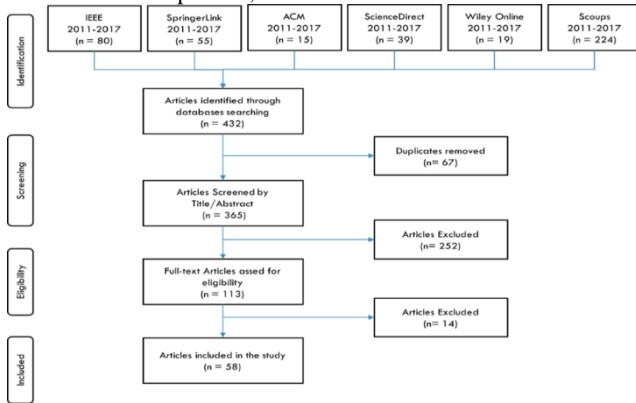 IEEE
2011-2017
(n = 80)
SpringerLink
2011-2017
(n = 55)
ACM
2011-2017
(n = 15)
ScienceDirect
2011-2017
(n = 39)
Wiley Online
2011-2017
(n = 19)
Scoups
2011-2017
(n = 224)
Identification
Articles identified through
databases searching
(n = 432)
Duplicates removed
(n= 67)
Screening
Articles Screened by
Title/Abstract
(n = 365)
Articles Excluded
(n= 252)
Eligibility
Full-text Articles assed for
eligibility
(n = 113)
Articles Excluded
(n= 14)
Included
Articles included in the study
(n = 58)